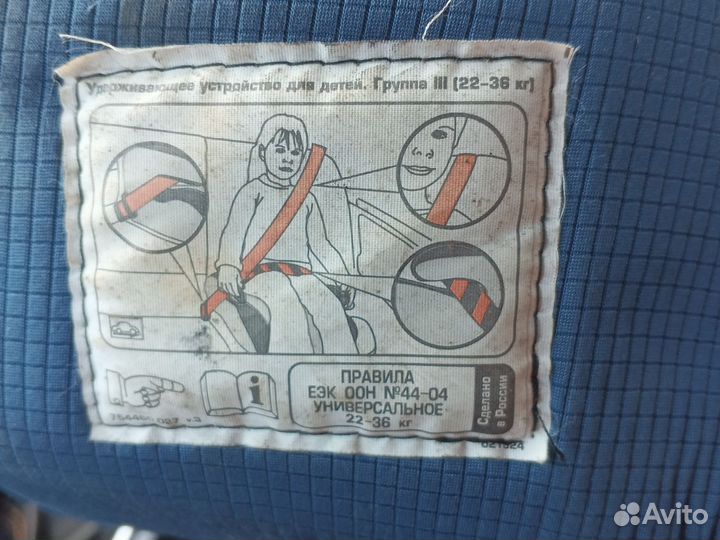 Удерживающее устройство для детей. Группа III (22-36 кг)
i
ПРАВИЛА
ЕЭК ООН №44-04
УНИВЕРСАЛЬНОЕ
22-36 кг
Сделано
в России
v.3
Avito